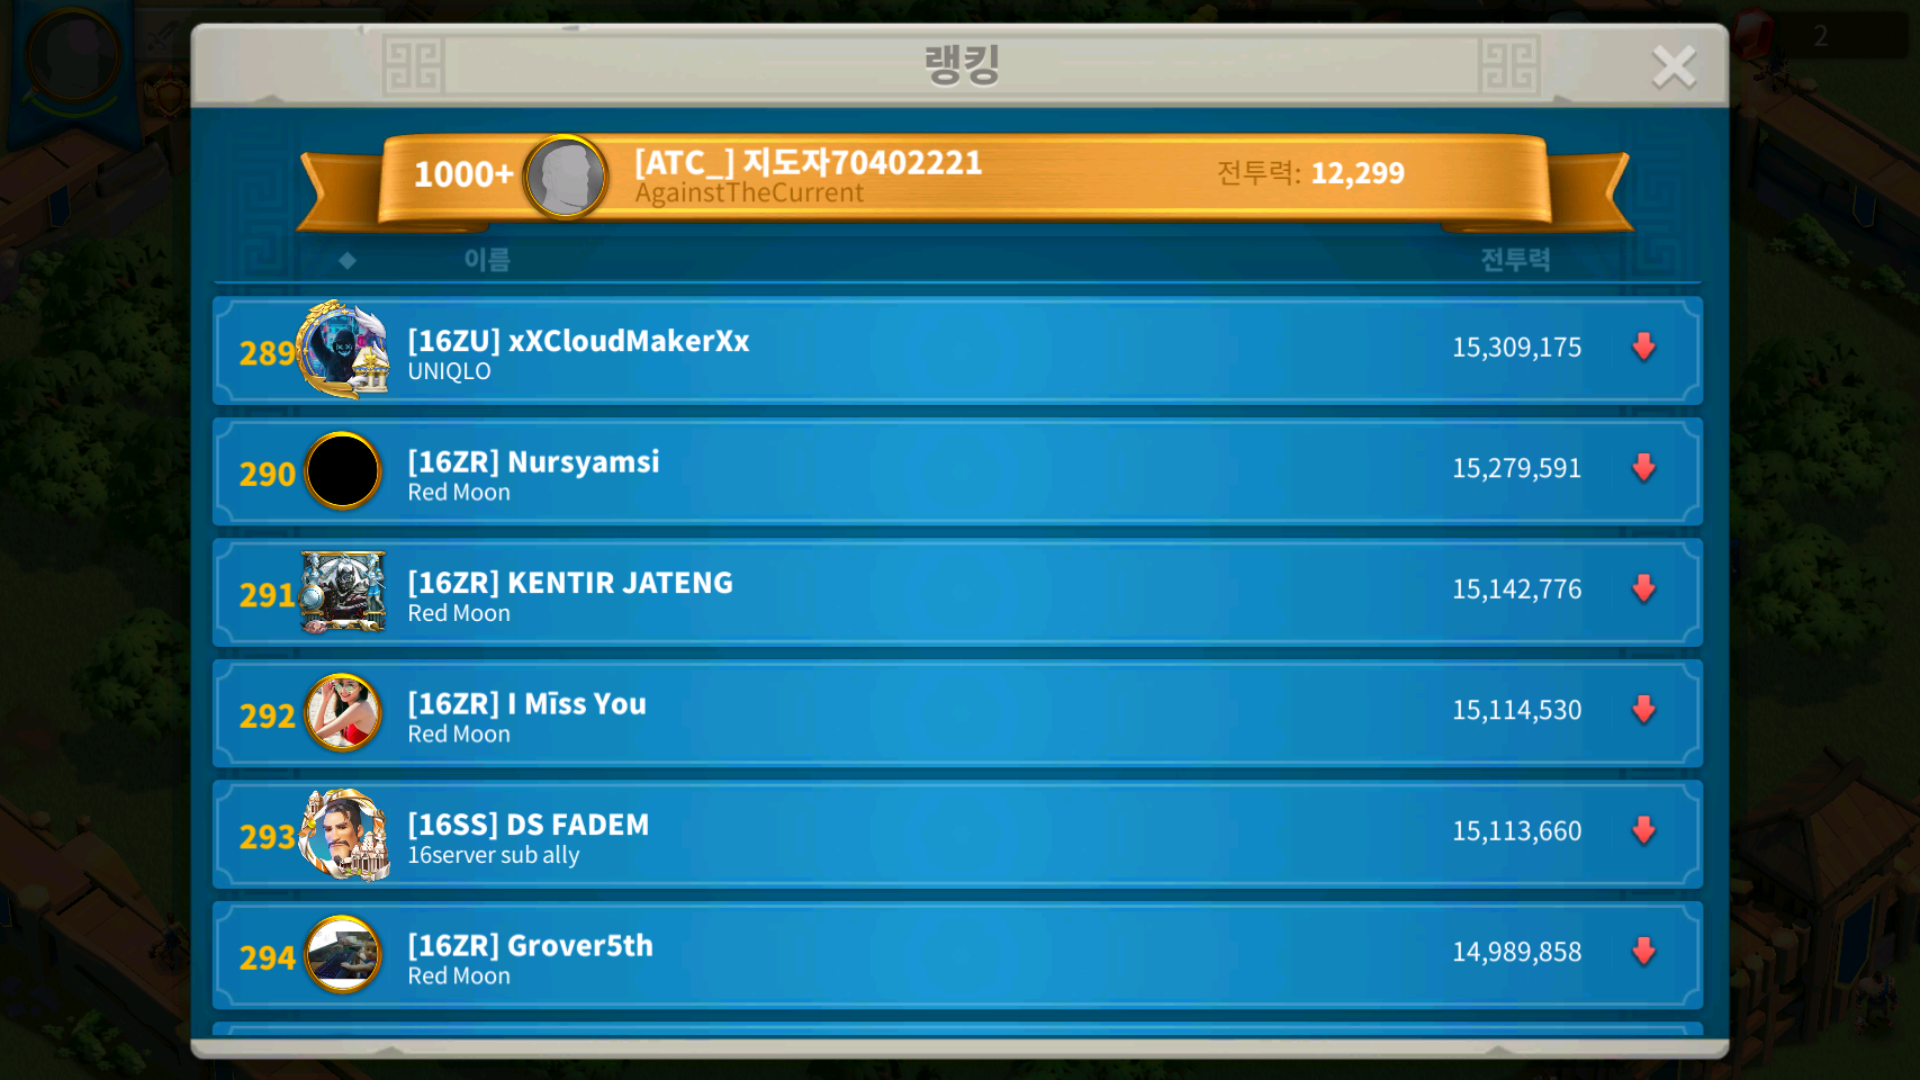 랭킹
2
1000+
[ATC_] 지도자70402221
AgainstTheCurrent
전투력: 12,299
이름
전투력
289
[16ZU] xXCloudMakerXx
UNIQLO
15,309,175
290
[16ZR] Nursyamsi
Red Moon
15,279,591
291
[16ZR] KENTIR JATENG
Red Moon
15,142,776
292
[16ZR] I Mīss You
Red Moon
15,114,530
293
[16SS] DS FADEM
16server sub ally
15,113,660
294
[16ZR] Grover5th
Red Moon
14,989,858